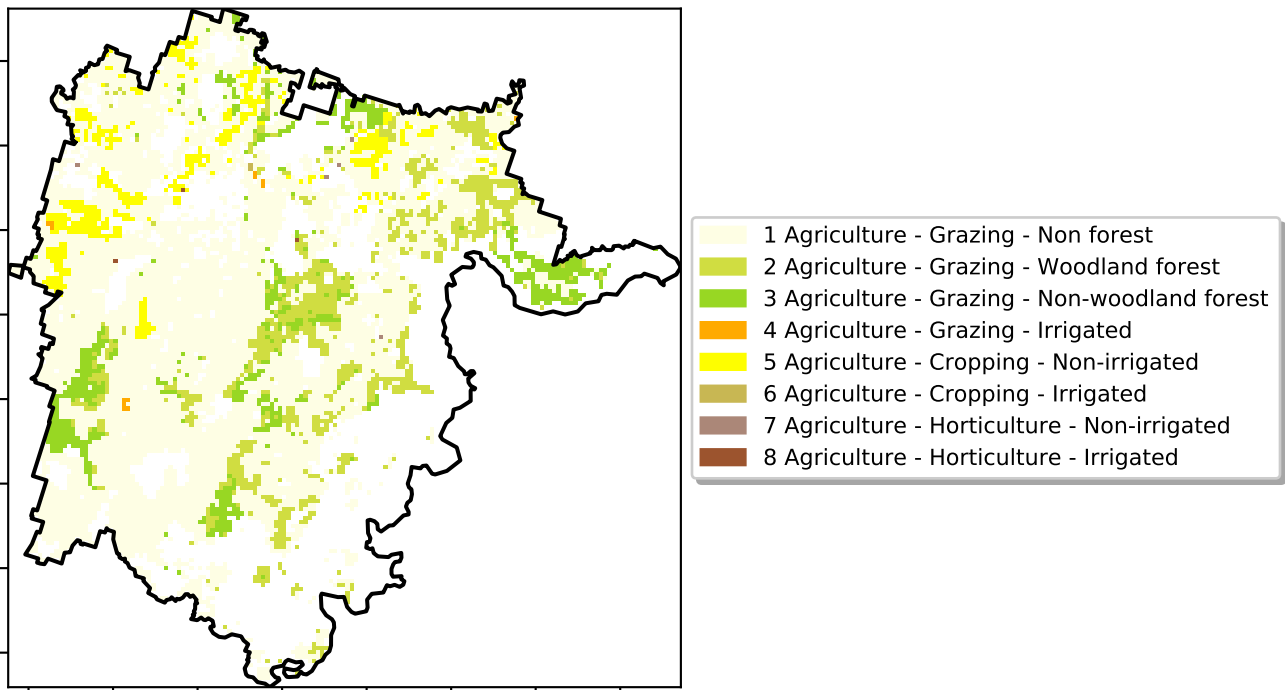 1 Agriculture - Grazing - Non forest
2 Agriculture - Grazing - Woodland forest
3 Agriculture - Grazing - Non-woodland forest
4 Agriculture - Grazing - Irrigated
5 Agriculture - Cropping - Non-irrigated
6 Agriculture - Cropping - Irrigated
7 Agriculture - Horticulture - Non-irrigated
8 Agriculture - Horticulture - Irrigated